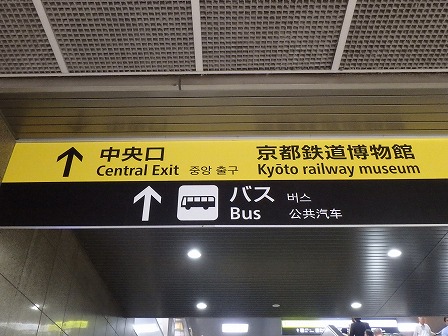 中央口 京都鉄道博物館
Central Exit 중앙 출구 Kyōto railway museum
バス 버스
Bus 公共汽车